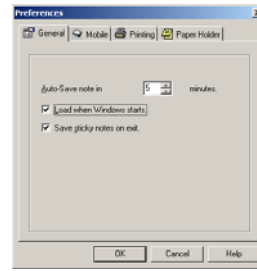 Preferences
General Mobile Printing Paper Holder
Auto-Save note in 5 minutes.
Load when Windows starts.
Save sticky notes on exit.
OK Cancel Help